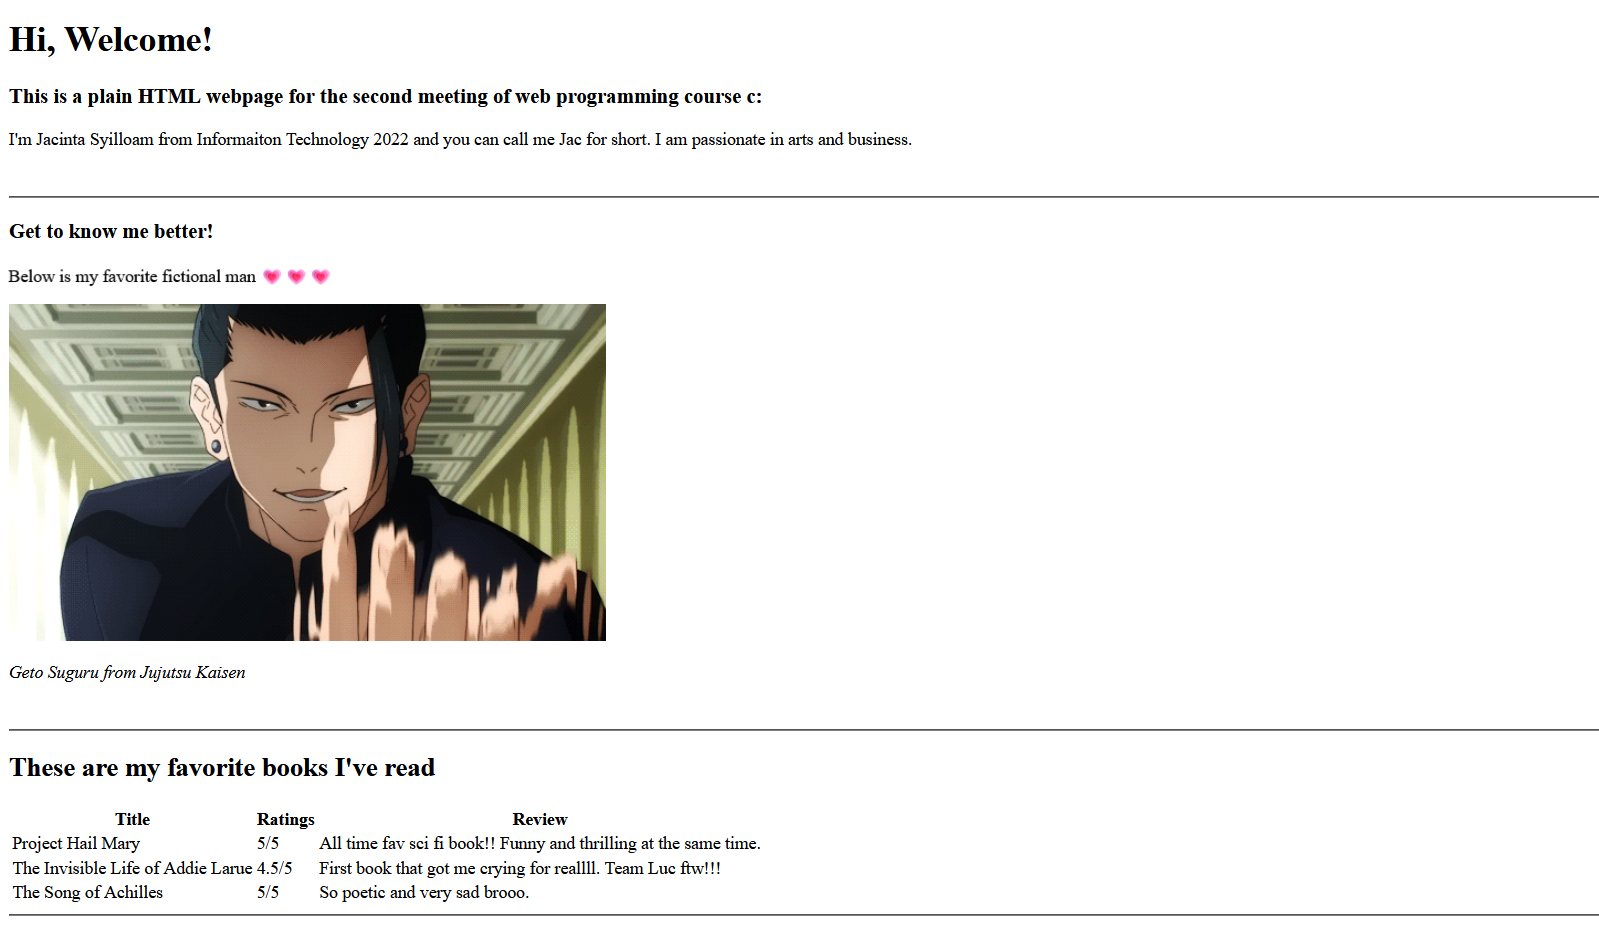 Hi, Welcome!
This is a plain HTML webpage for the second meeting of web programming course c:
I'm Jacinta Syilloam from Informaiton Technology 2022 and you can call me Jac for short. I am passionate in arts and business.
Get to know me better!
Below is my favorite fictional man 💗 💗 💗
Geto Suguru from Jujutsu Kaisen
These are my favorite books I've read
Title Ratings Review
Project Hail Mary 5/5 All time fav sci fi book!! Funny and thrilling at the same time.
The Invisible Life of Addie Larue 4.5/5 First book that got me crying for reallll. Team Luc ftw!!!
The Song of Achilles 5/5 So poetic and very sad brooo.